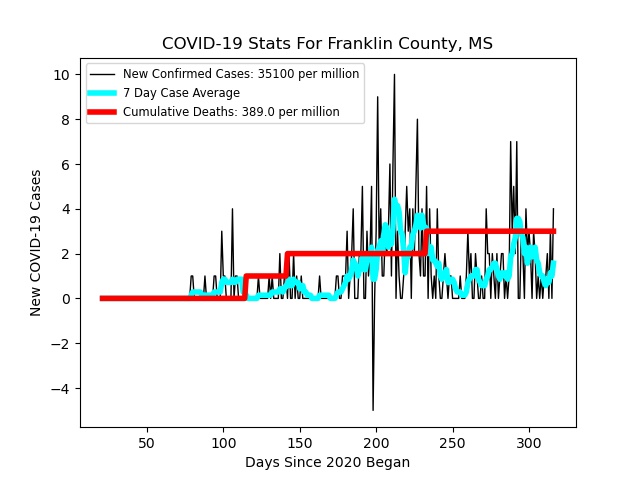 COVID-19 Stats For Franklin County, MS
New Confirmed Cases: 35100 per million
7 Day Case Average
Cumulative Deaths: 389.0 per million
10
8
6
4
2
0
−2
−4
New COVID-19 Cases
50 100 150 200 250 300
Days Since 2020 Began